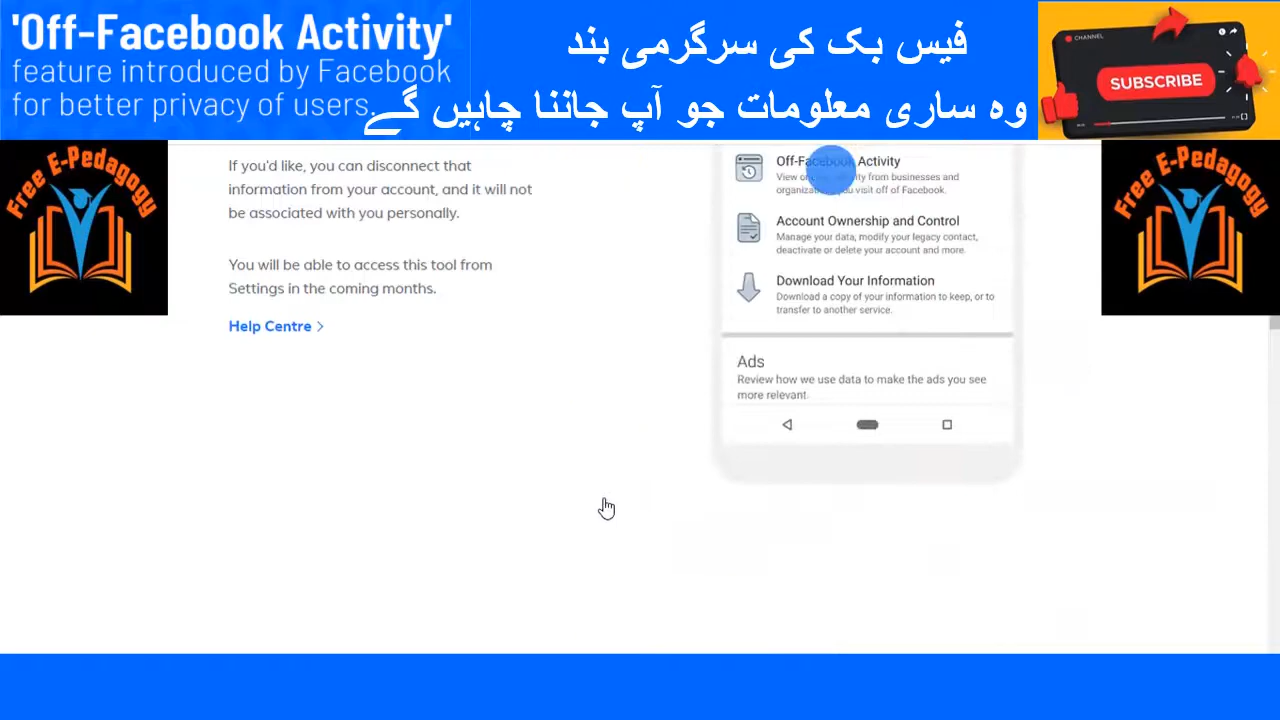 'Off-Facebook Activity'
feature introduced by Facebook
for better privacy of users.
فیس بک کی سرگرمی بند
وہ ساری معلومات جو آپ جاننا چاہیں گے
CHANNEL
SUBSCRIBE
Free E-Pedagogy
Free E-Pedagogy
If you'd like, you can disconnect that
information from your account, and it will not
be associated with you personally.
You will be able to access this tool from
Settings in the coming months.
Help Centre >
Off-Facebook Activity
View or clear activity from businesses and
organizations you visit off of Facebook.
Account Ownership and Control
Manage your data, modify your legacy contact,
deactivate or delete your account and more.
Download Your Information
Download a copy of your information to keep, or to
transfer to another service.
Ads
Review how we use data to make the ads you see
more relevant.